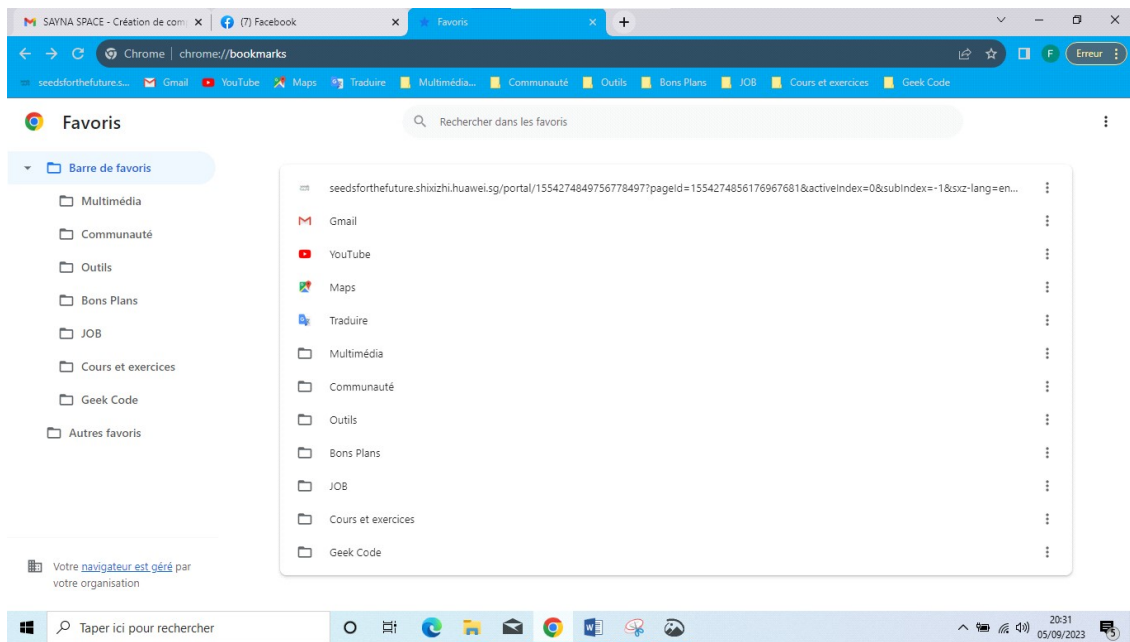 SAYNA SPACE - Création de com
(7) Facebook
Favoris
Chrome | chrome://bookmarks
F
Erreur
seedsforthefuture.s...
Gmail
YouTube
Maps
Traduire
Multimédia...
Communauté
Outils
Bons Plans
JOB
Cours et exercices
Geek Code
Favoris
Rechercher dans les favoris
Barre de favoris
Multimédia
Communauté
Outils
Bons Plans
JOB
Cours et exercices
Geek Code
Autres favoris
seedsforthefuture.shixizhi.huawei.sg/portal/1554274849756778497?pageId=1554274856176967681&activeIndex=0&subIndex=-1&sxz-lang=en...
Gmail
YouTube
Maps
Traduire
Multimédia
Communauté
Outils
Bons Plans
JOB
Cours et exercices
Geek Code
Votre navigateur est géré par
votre organisation
Taper ici pour rechercher
20:31
05/09/2023
5